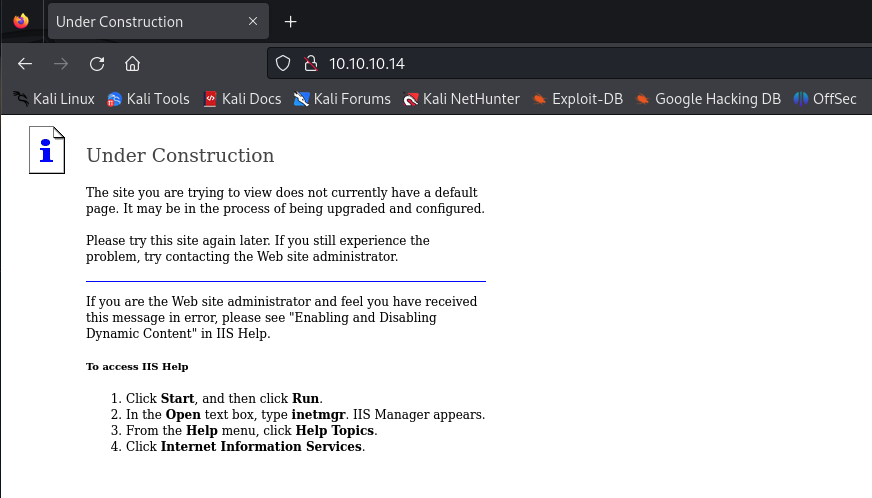 Under Construction
10.10.10.14
Kali Linux Kali Tools Kali Docs Kali Forums Kali NetHunter Exploit-DB Google Hacking DB OffSec
Under Construction
The site you are trying to view does not currently have a default
page. It may be in the process of being upgraded and configured.
Please try this site again later. If you still experience the
problem, try contacting the Web site administrator.
If you are the Web site administrator and feel you have received
this message in error, please see "Enabling and Disabling
Dynamic Content" in IIS Help.
To access IIS Help
1. Click Start, and then click Run.
2. In the Open text box, type inetmgr. IIS Manager appears.
3. From the Help menu, click Help Topics.
4. Click Internet Information Services.